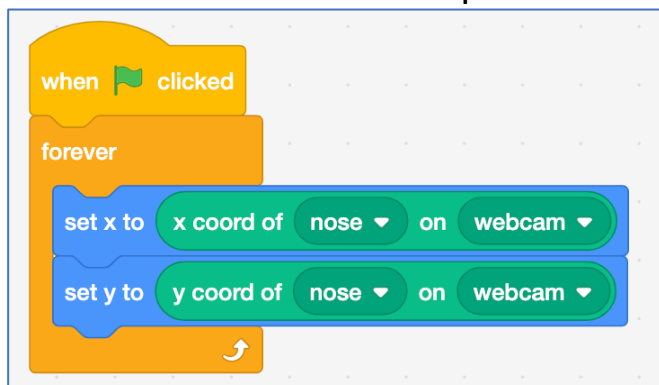 when clicked
forever
set x to x coord of nose on webcam
set y to y coord of nose on webcam